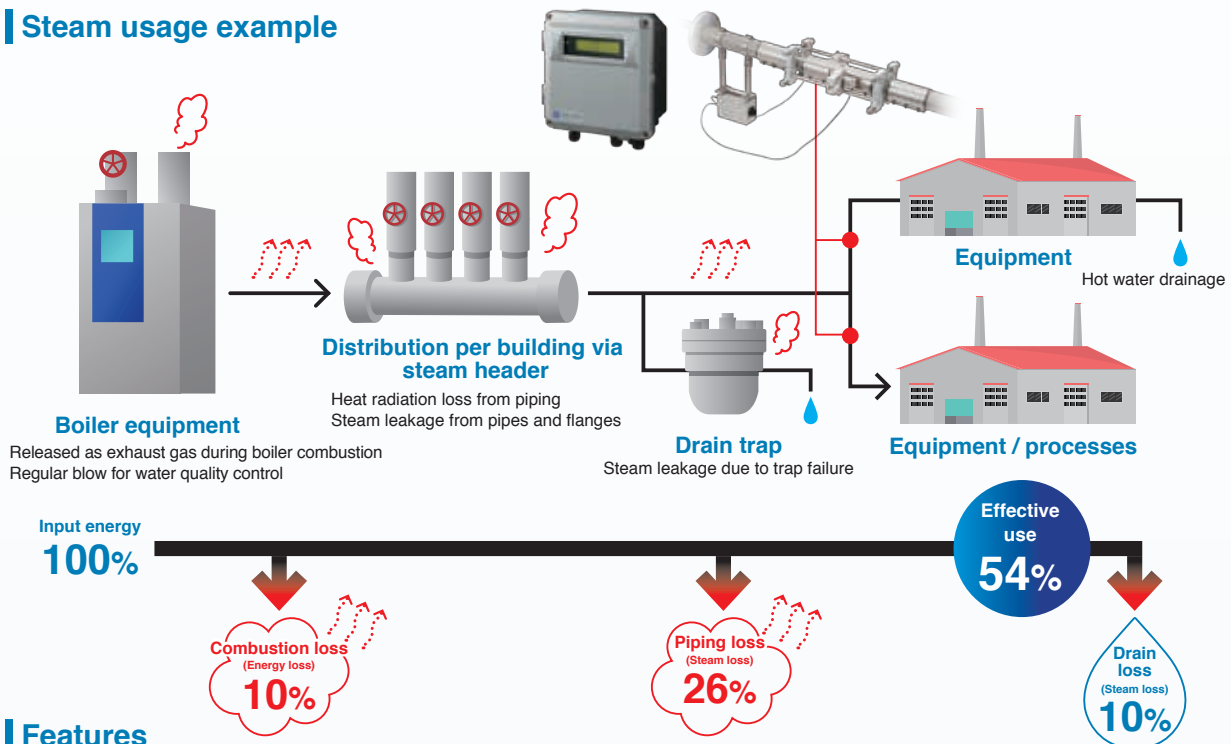 Steam usage example
Equipment
Hot water drainage
Distribution per building via
steam header
Heat radiation loss from piping
Steam leakage from pipes and flanges
Boiler equipment
Released as exhaust gas during boiler combustion
Regular blow for water quality control
Drain trap
Steam leakage due to trap failure
Equipment / processes
Input energy
100%
Effective
use
54%
Combustion loss
(Energy loss)
10%
Piping loss
(Steam loss)
26%
Drain
loss
(Steam loss)
10%
Features